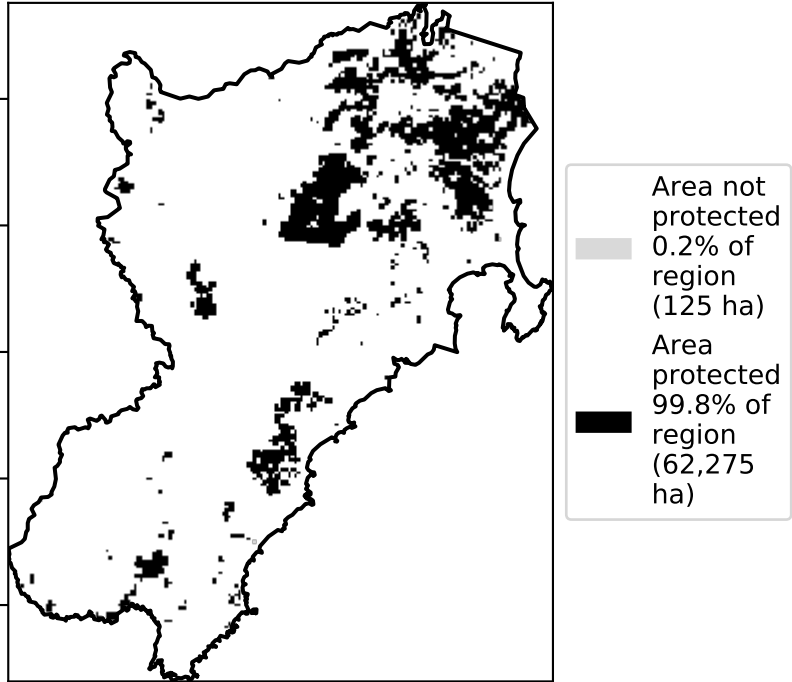 Area not
protected
0.2% of
region
(125 ha)
Area
protected
99.8% of
region
(62,275
ha)